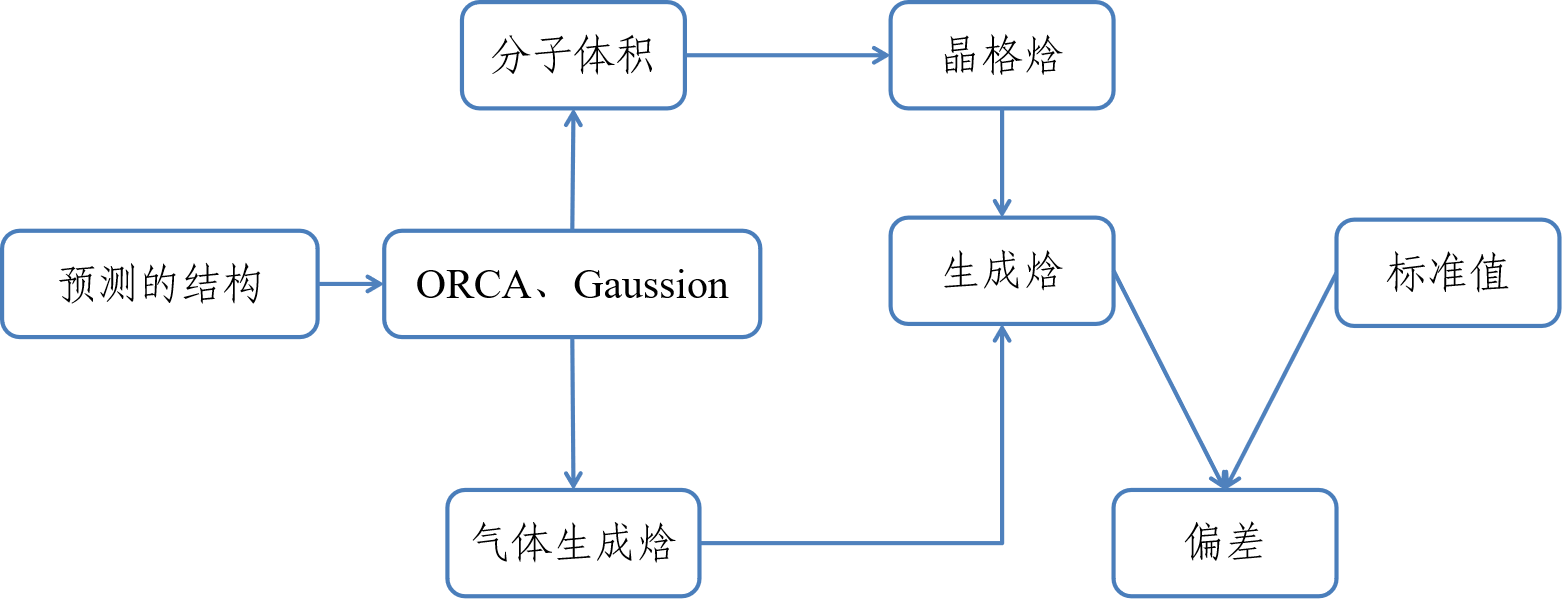 分子体积
晶格焓
预测的结构
ORCA、Gaussion
生成焓
标准值
气体生成焓
偏差